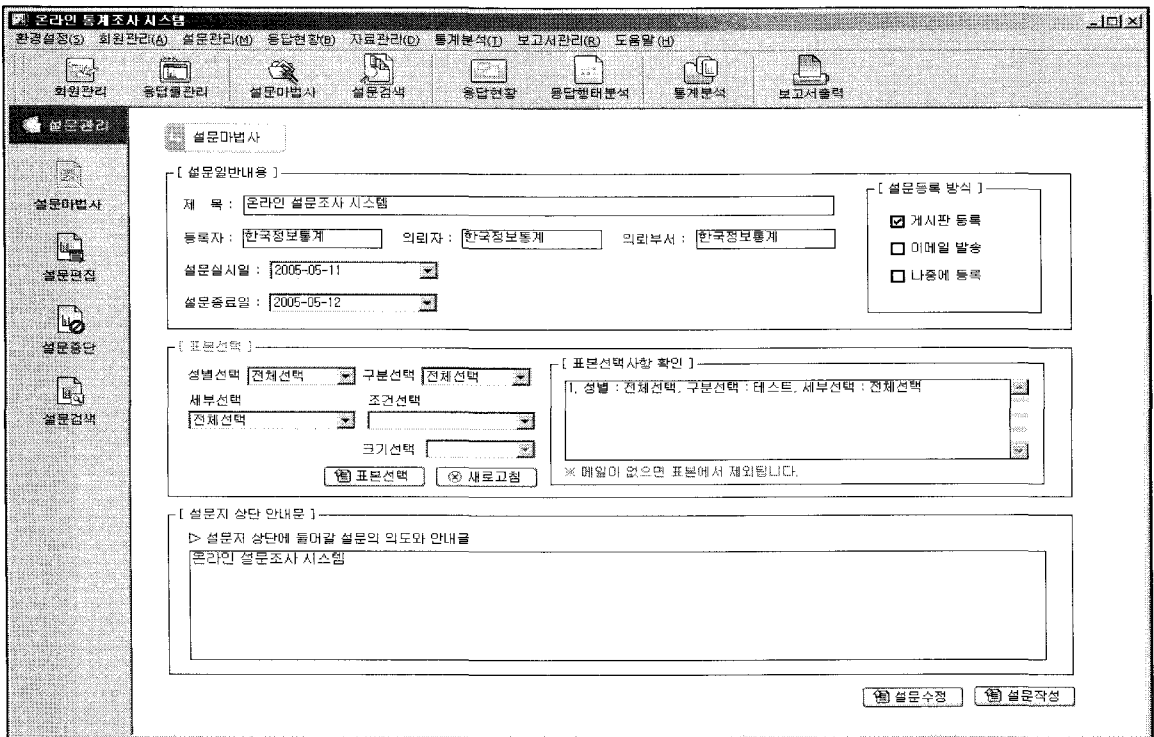 온라인 통계조사 시스템
환경설정(S) 회원관리(A) 설문관리(M) 응답현황(B) 자료관리(D) 통계분석(T) 보고서관리(R) 도움말(H)
회원관리 응답률관리 설문마법사 설문검색 응답현황 응답행태분석 통계분석 보고서출력
설문관리
설문마법사
설문편집
설문중단
설문검색
설문마법사
[ 설문일반내용 ]
제 목 : 온라인 설문조사 시스템
등록자 : 한국정보통계 의뢰자 : 한국정보통계 의뢰부서 : 한국정보통계
설문실시일 : 2005-05-11
설문종료일 : 2005-05-12
[ 설문등록 방식 ]
게시판 등록
이메일 발송
나중에 등록
[ 표본선택 ]
성별선택 전체선택 구분선택 전체선택
세부선택 조건선택
전체선택
크기선택
표본선택 새로고침
[ 표본선택사항 확인 ]
1. 성별 : 전체선택, 구분선택 : 테스트, 세부선택 : 전체선택
※ 메일이 없으면 표본에서 제외됩니다.
[ 설문지 상단 안내문 ]
▷ 설문지 상단에 들어갈 설문의 의도와 안내글
온라인 설문조사 시스템
설문수정 설문작성